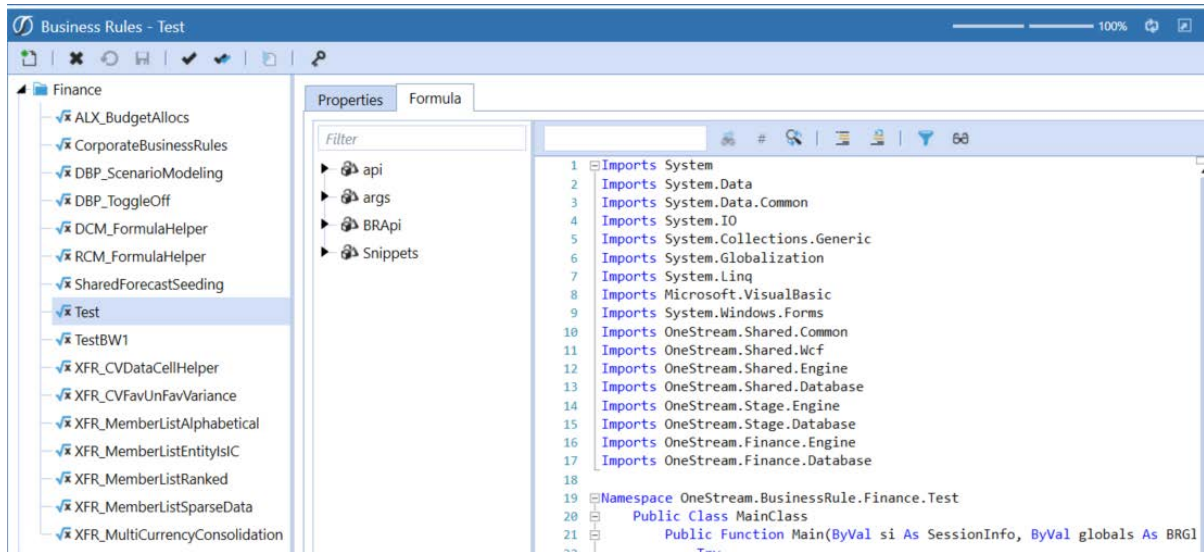 Business Rules - Test
100%
Finance
ALX_BudgetAllocs
CorporateBusinessRules
DBP_ScenarioModeling
DBP_ToggleOff
DCM_FormulaHelper
RCM_FormulaHelper
SharedForecastSeeding
Test
TestBW1
XFR_CVDataCellHelper
XFR_CVFavUnFavVariance
XFR_MemberListAlphabetical
XFR_MemberListEntityIsIC
XFR_MemberListRanked
XFR_MemberListSparseData
XFR_MultiCurrencyConsolidation
Properties
Formula
Filter
api
args
BRApi
Snippets
#
1 Imports System
2 Imports System.Data
3 Imports System.Data.Common
4 Imports System.IO
5 Imports System.Collections.Generic
6 Imports System.Globalization
7 Imports System.Linq
8 Imports Microsoft.VisualBasic
9 Imports System.Windows.Forms
10 Imports OneStream.Shared.Common
11 Imports OneStream.Shared.Wcf
12 Imports OneStream.Shared.Engine
13 Imports OneStream.Shared.Database
14 Imports OneStream.Stage.Engine
15 Imports OneStream.Stage.Database
16 Imports OneStream.Finance.Engine
17 Imports OneStream.Finance.Database
18
19 Namespace OneStream.BusinessRule.Finance.Test
20 Public Class MainClass
21 Public Function Main(ByVal si As SessionInfo, ByVal globals As BRGl